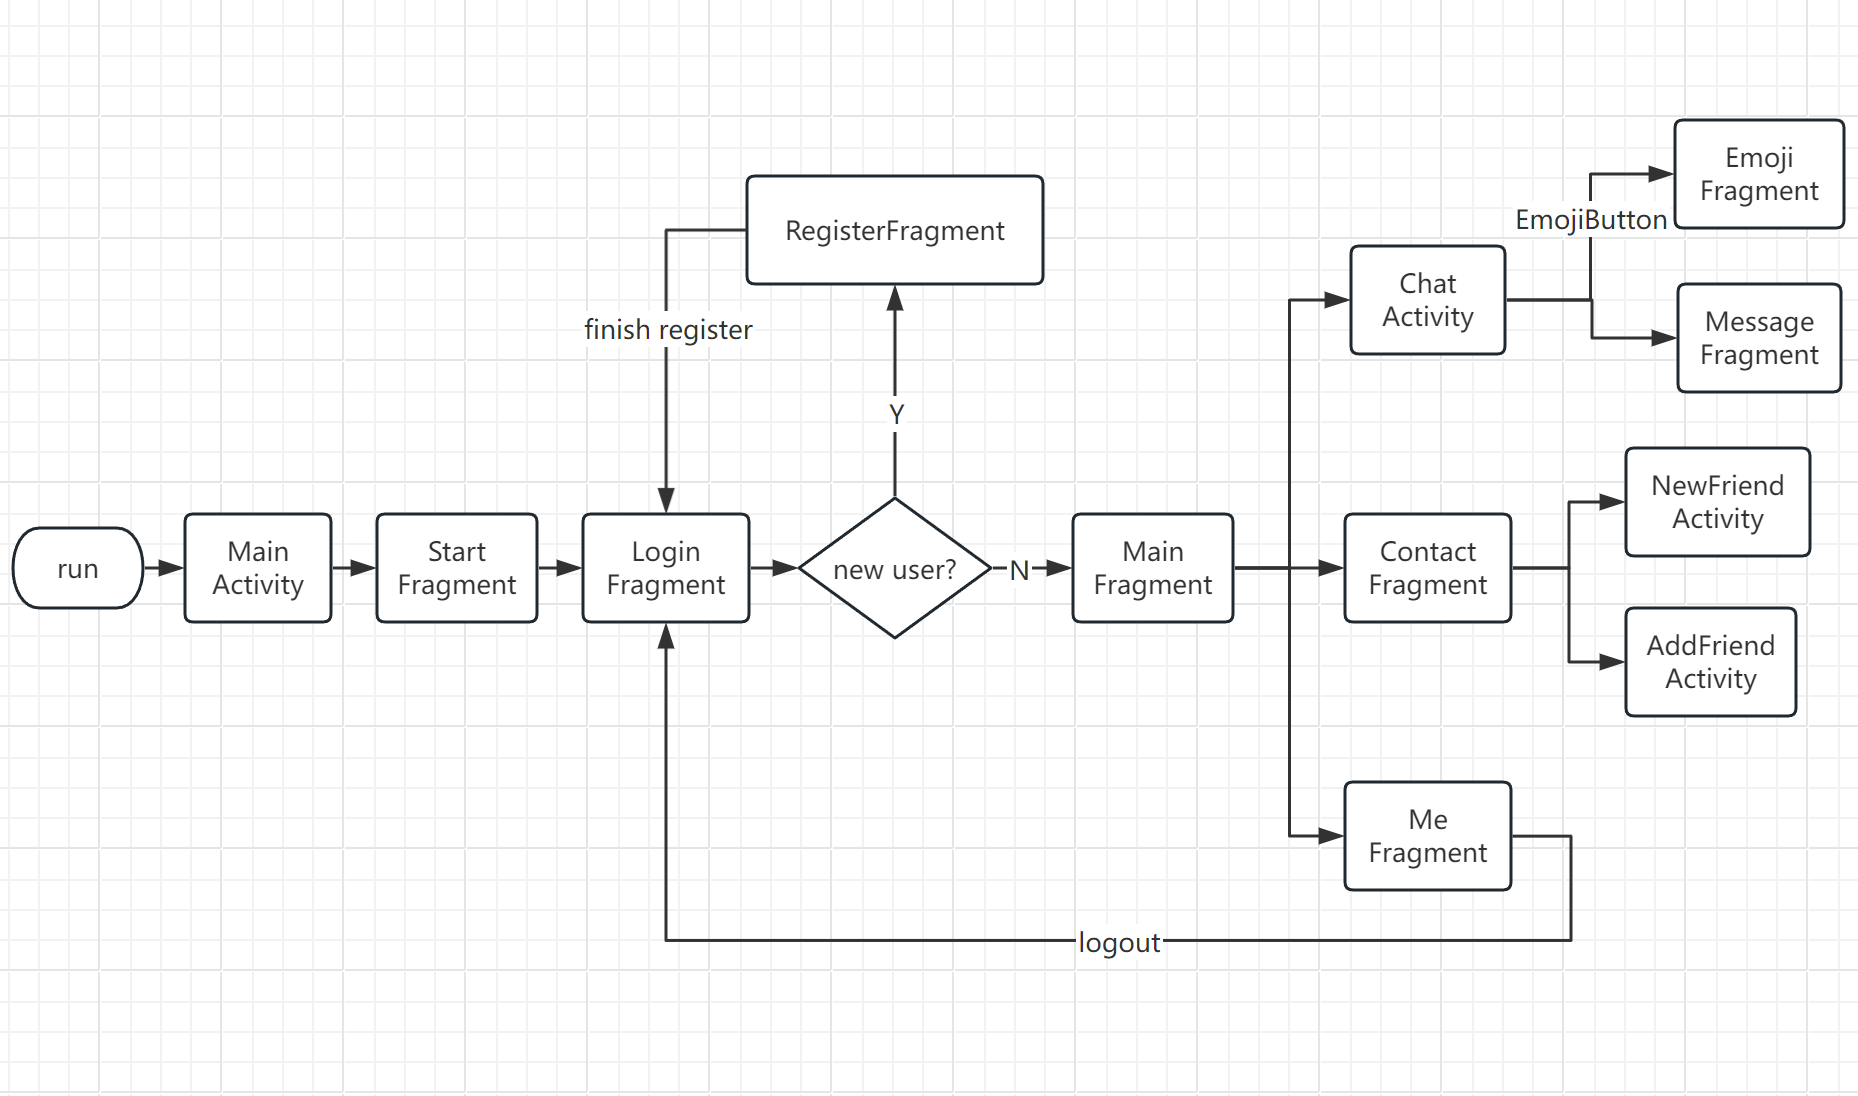 run
Main
Activity
Start
Fragment
Login
Fragment
new user?
Y
RegisterFragment
finish register
N
Main
Fragment
Chat
Activity
EmojiButton
Emoji
Fragment
Message
Fragment
Contact
Fragment
NewFriend
Activity
AddFriend
Activity
Me
Fragment
logout